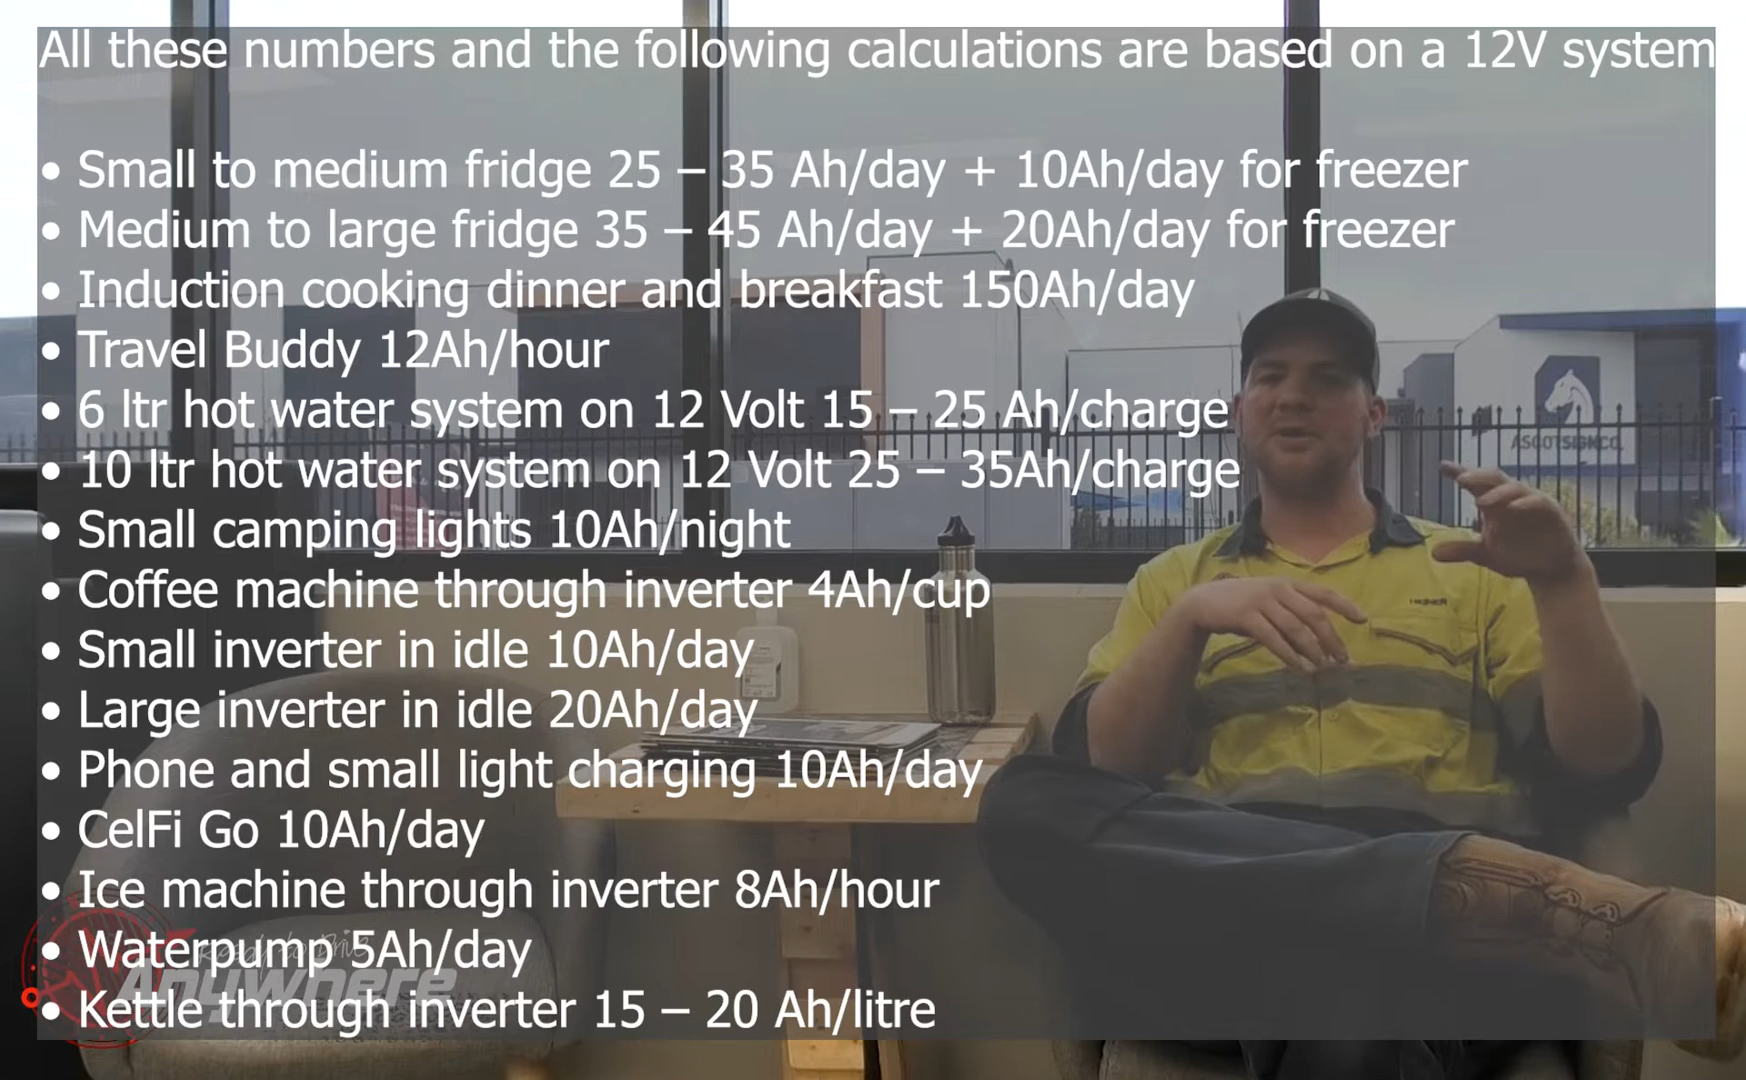 All these numbers and the following calculations are based on a 12V system
• Small to medium fridge 25 – 35 Ah/day + 10Ah/day for freezer
• Medium to large fridge 35 – 45 Ah/day + 20Ah/day for freezer
• Induction cooking dinner and breakfast 150Ah/day
• Travel Buddy 12Ah/hour
• 6 ltr hot water system on 12 Volt 15 – 25 Ah/charge
• 10 ltr hot water system on 12 Volt 25 – 35Ah/charge
• Small camping lights 10Ah/night
• Coffee machine through inverter 4Ah/cup
• Small inverter in idle 10Ah/day
• Large inverter in idle 20Ah/day
• Phone and small light charging 10Ah/day
• CelFi Go 10Ah/day
• Ice machine through inverter 8Ah/hour
• Waterpump 5Ah/day
• Kettle through inverter 15 – 20 Ah/litre
ASCOTSIGNCO.
Ready to Drive
Anywhere